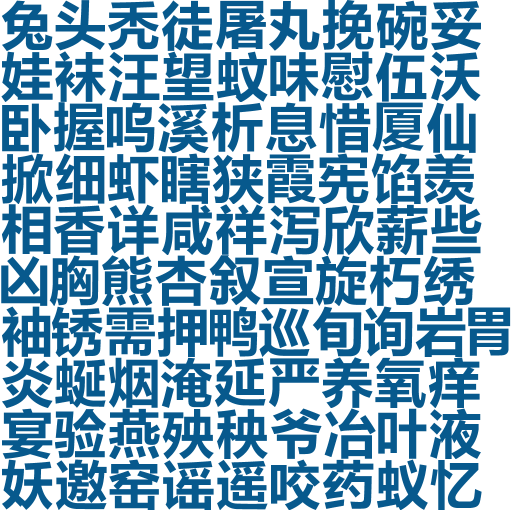 兔头秃徒屠丸挽碗妥
娃袜汪望蚊味慰伍沃
卧握呜溪析息惜厦仙
掀细虾瞎狭霞宪馅羡
相香详咸祥泻欣薪些
凶胸熊杏叙宣旋朽绣
袖锈需押鸭巡旬询岩胃
炎蜒烟淹延严养氧痒
宴验燕殃秧爷冶叶液
妖邀窑谣遥咬药蚁忆